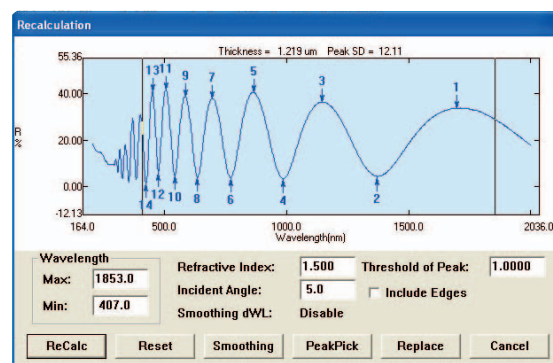 Recalculation
Thickness = 1.219 um Peak SD = 12.11
55.36
40.00
20.00
0.00
-12.13
R
%
13 11 9 7 5 3 1
14 12 10 8 6 4 2
164.0 500.0 1000.0 1500.0 2036.0
Wavelength(nm)
Wavelength
Max: 1853.0
Min: 407.0
Refractive Index: 1.500 Threshold of Peak: 1.0000
Incident Angle: 5.0 Include Edges
Smoothing dWL: Disable
ReCalc Reset Smoothing PeakPick Replace Cancel